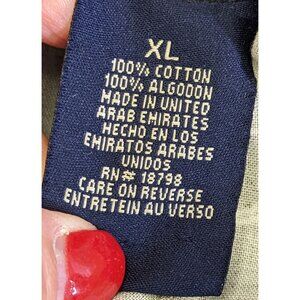 XL
100% COTTON
100% ALGODON
MADE IN UNITED
ARAB EMIRATES
HECHO EN LOS
EMIRATOS ARABES
UNIDOS
RN# 18798
CARE ON REVERSE
ENTRETEIN AU VERSO